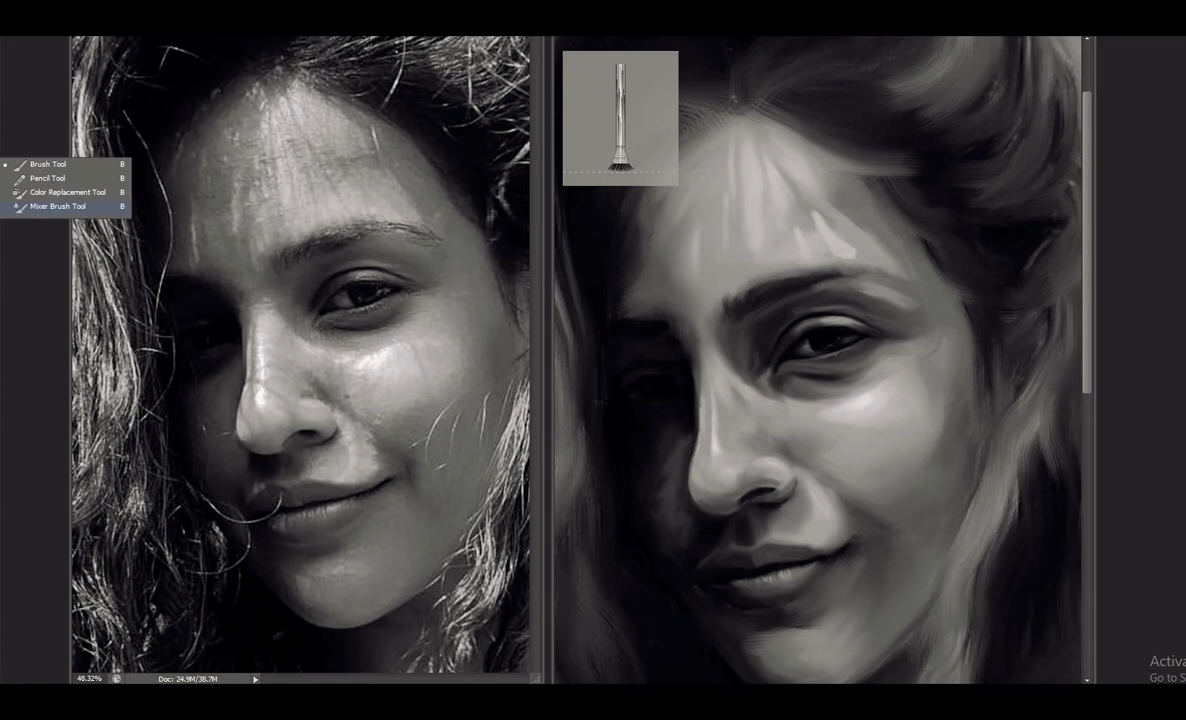 Brush Tool B
Pencil Tool B
Color Replacement Tool B
Mixer Brush Tool B
48.32% Doc: 24.9M/38.7M
Activa
Go to S